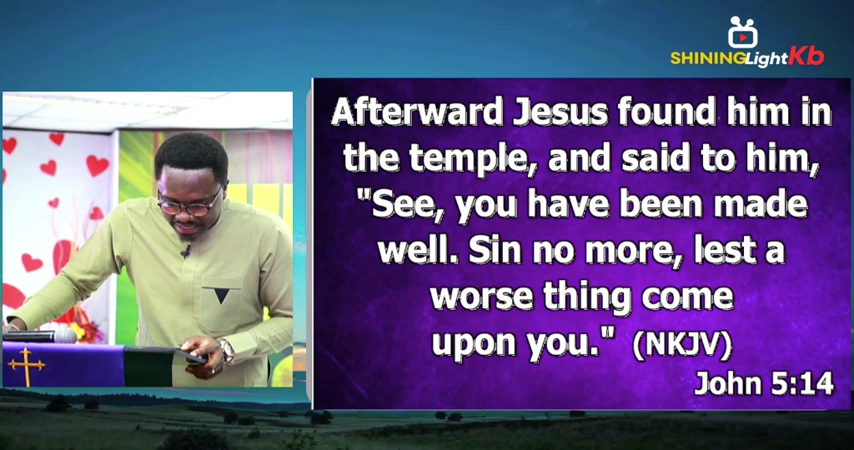 SHININGLightKb
Afterward Jesus found him in
the temple, and said to him,
"See, you have been made
well. Sin no more, lest a
worse thing come
upon you." (NKJV)
John 5:14